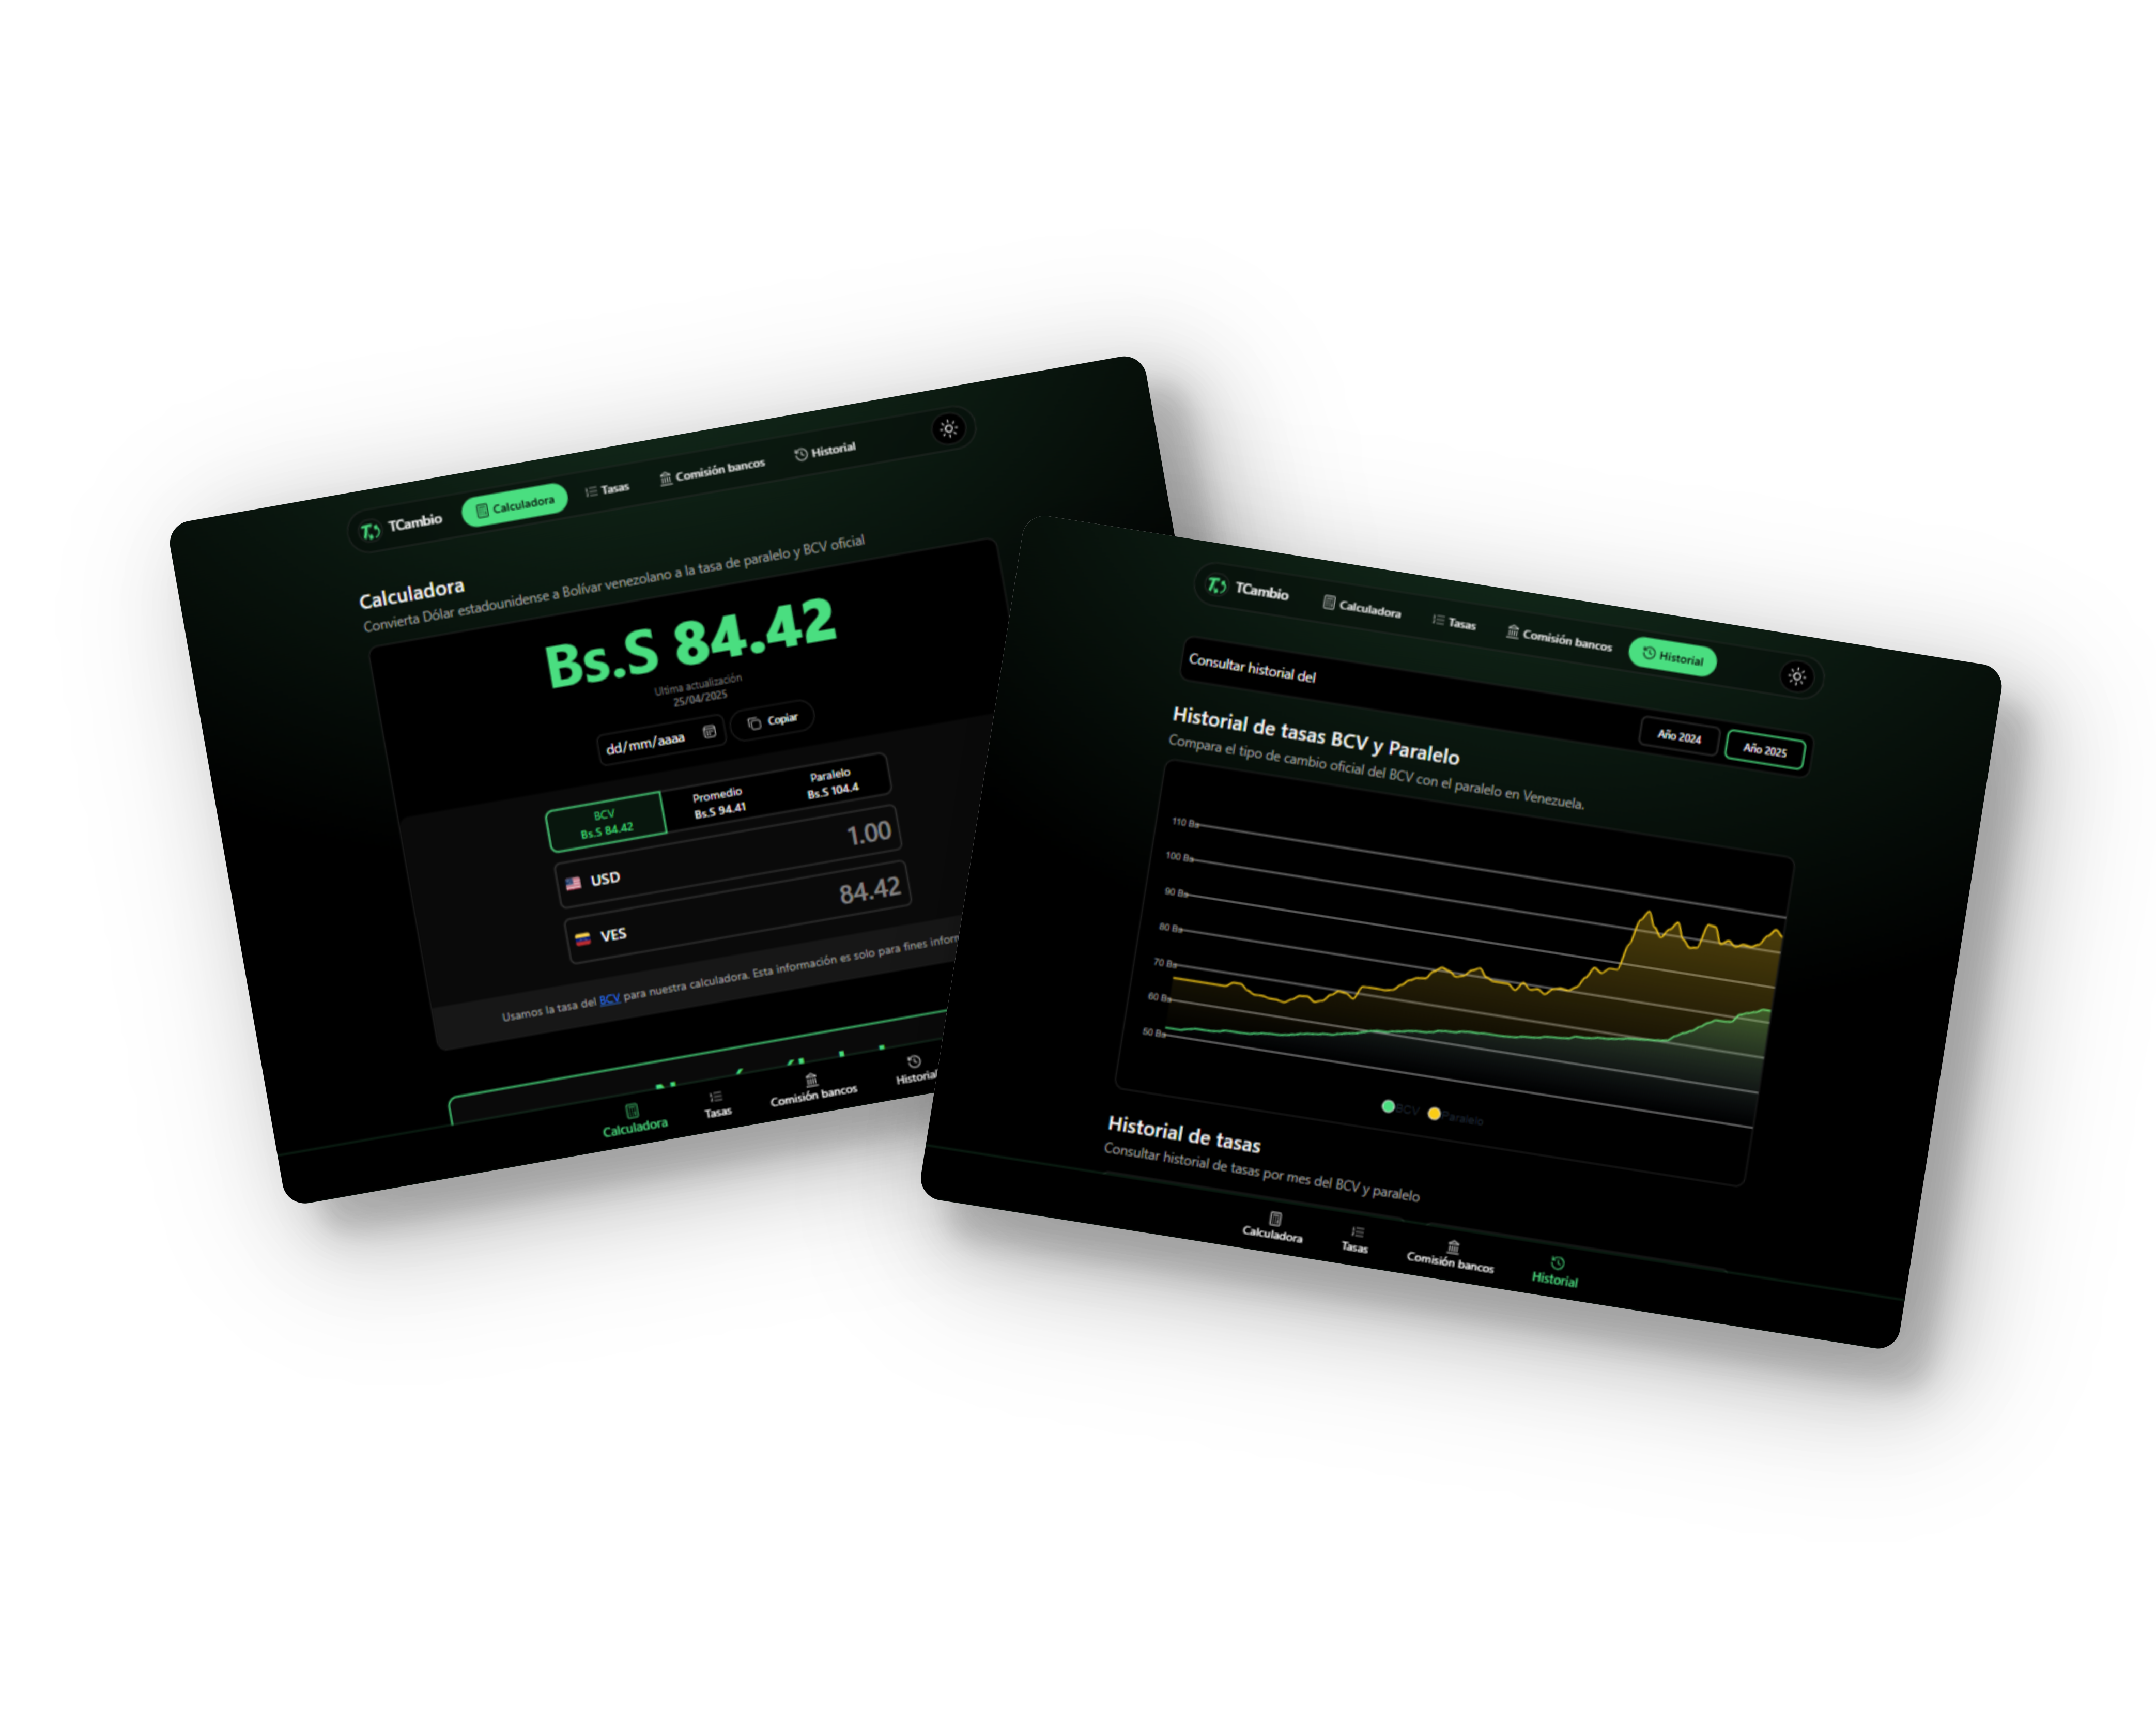 TCambio
Calculadora
Tasas
Comisión bancos
Historial
Calculadora
Convierta Dólar estadounidense a Bolívar venezolano a la tasa de paralelo y BCV oficial
Bs.S 84.42
Ultima actualización
25/04/2025
dd/mm/aaaa
Copiar
BCV
Bs.S 84.42
Promedio
Bs.S 94.41
Paralelo
Bs.S 104.4
USD
1.00
VES
84.42
Usamos la tasa del BCV para nuestra calculadora. Esta información es solo para fines
Calculadora
Tasas
Comisión bancos
Historial
TCambio
Calculadora
Tasas
Comisión bancos
Historial
Consultar historial del
Año 2024
Año 2025
Historial de tasas BCV y Paralelo
Compara el tipo de cambio oficial del BCV con el paralelo en Venezuela.
110 Bs
100 Bs
90 Bs
80 Bs
70 Bs
60 Bs
50 Bs
BCV
Paralelo
Historial de tasas
Consultar historial de tasas por mes del BCV y paralelo
Calculadora
Tasas
Comisión bancos
Historial